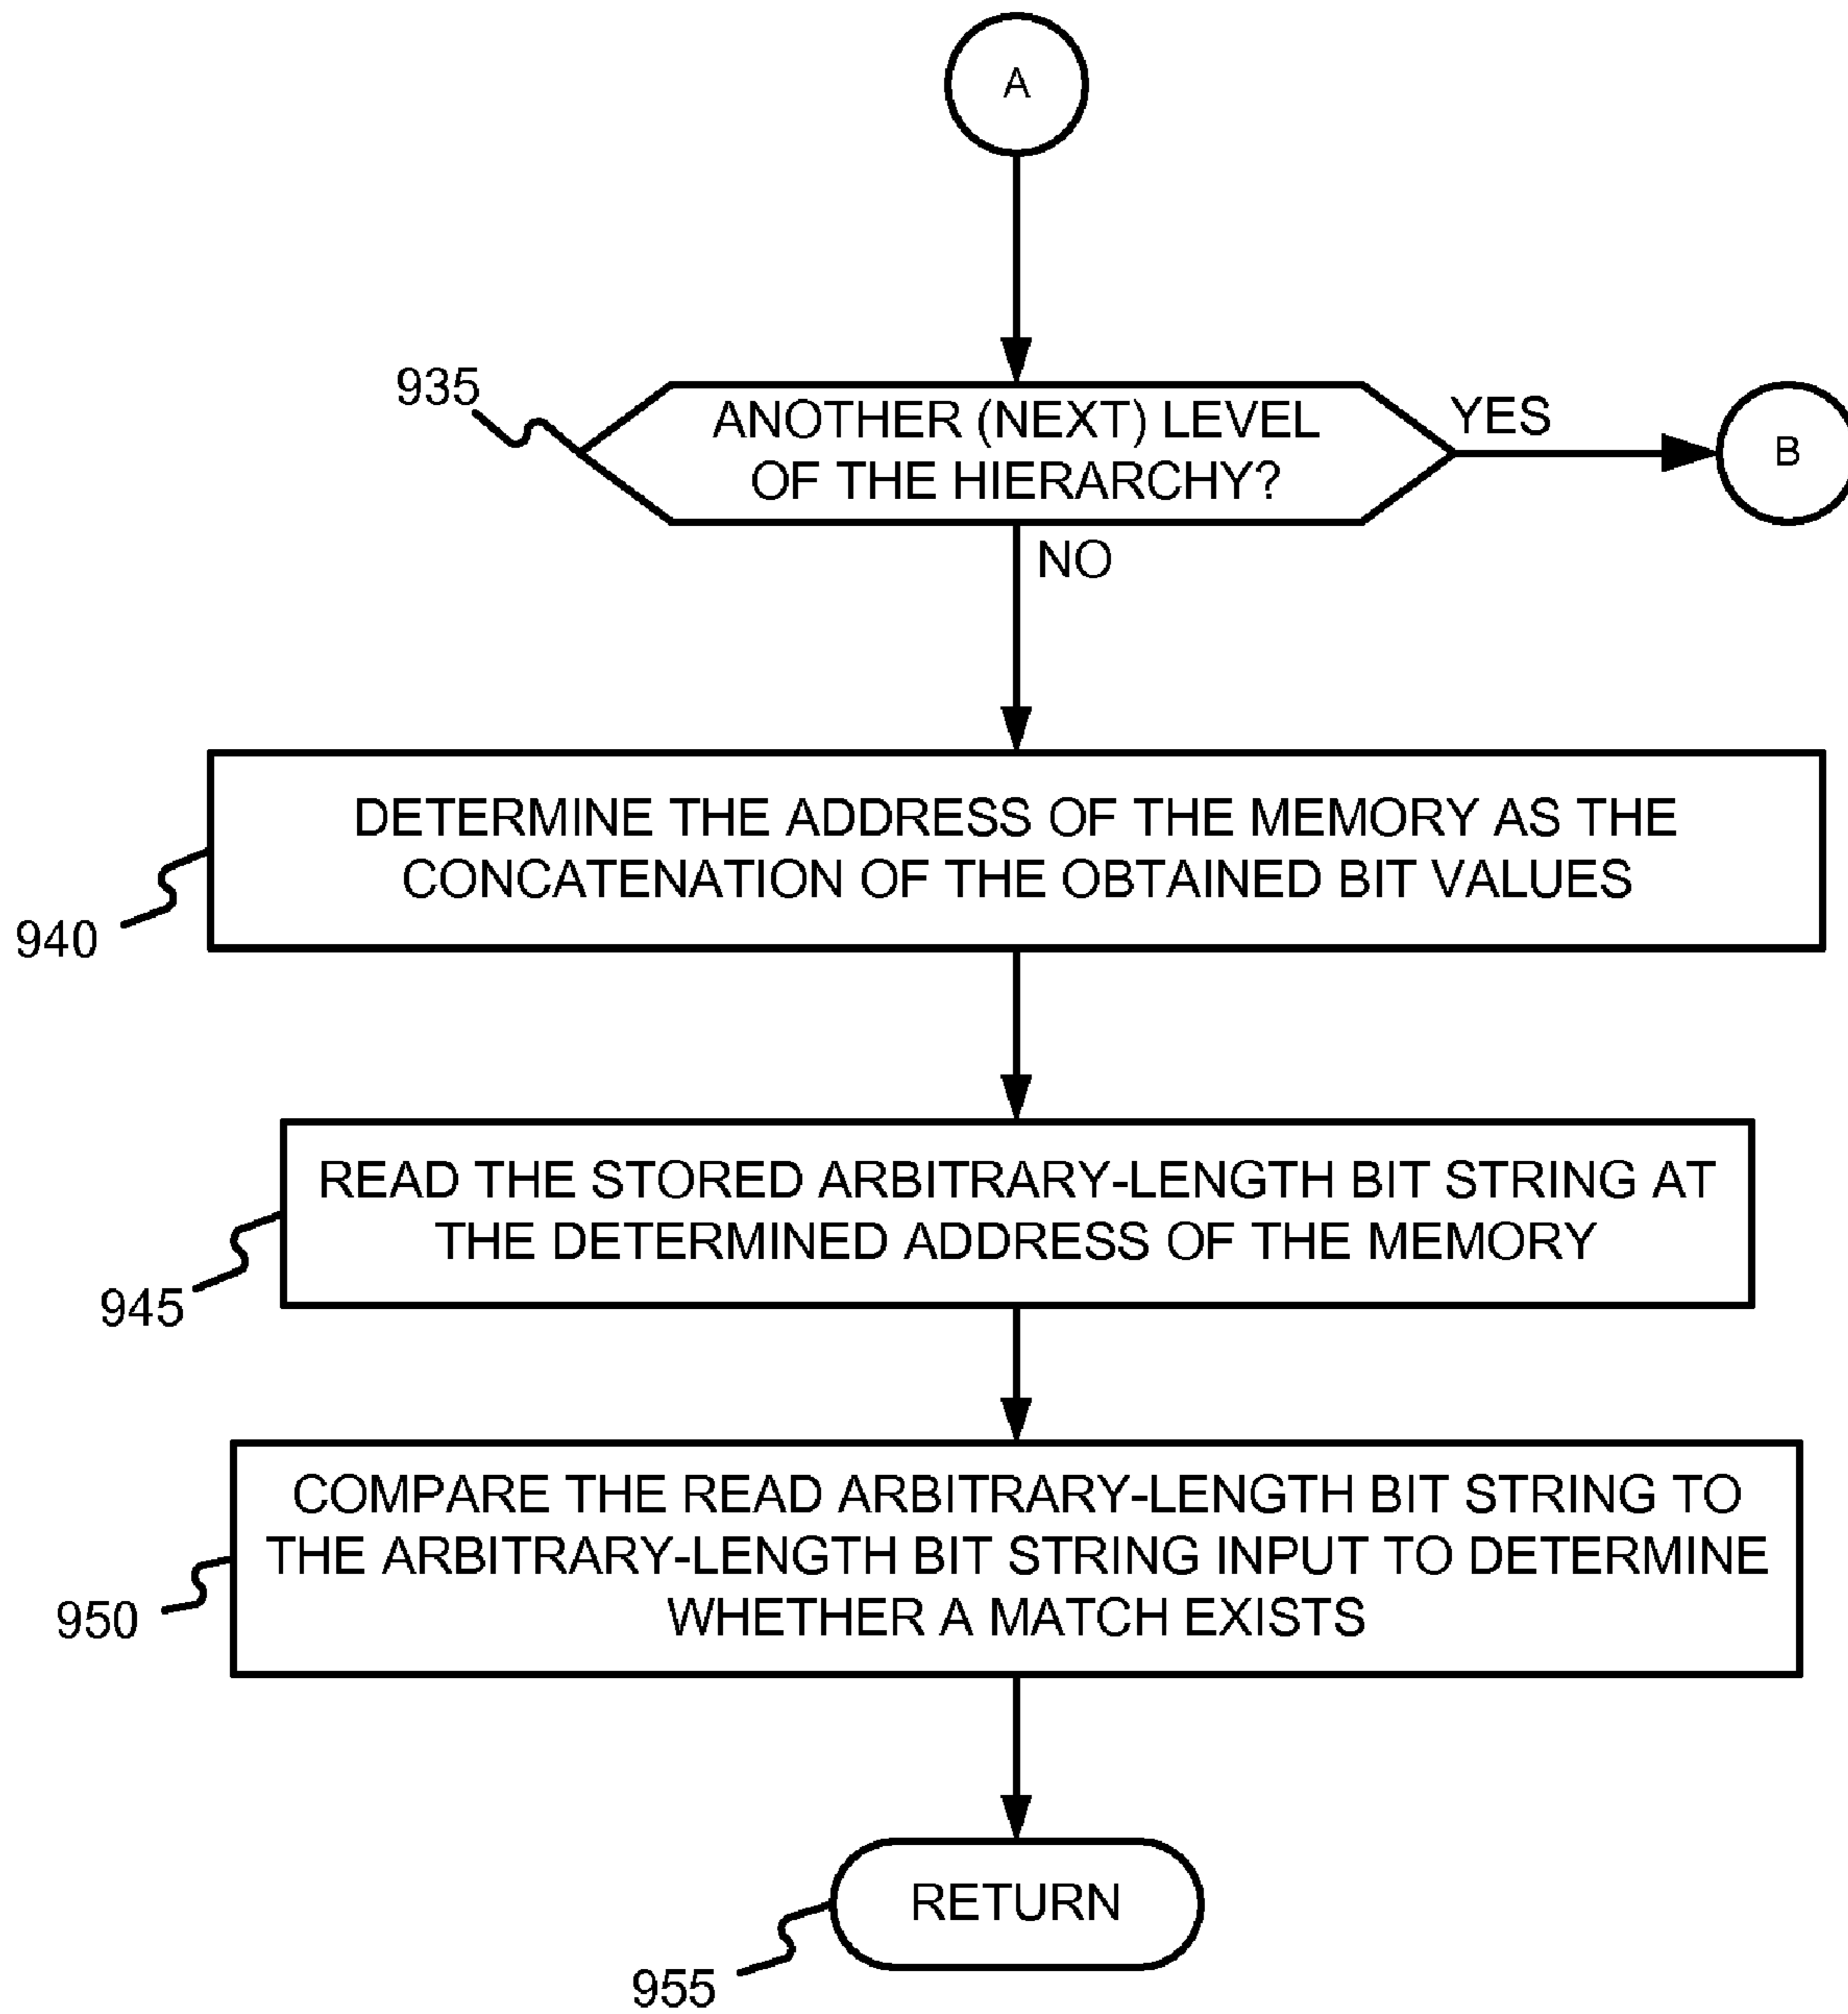 A
935
ANOTHER (NEXT) LEVEL
OF THE HIERARCHY?
YES
B
NO
DETERMINE THE ADDRESS OF THE MEMORY AS THE
CONCATENATION OF THE OBTAINED BIT VALUES
940
READ THE STORED ARBITRARY-LENGTH BIT STRING AT
THE DETERMINED ADDRESS OF THE MEMORY
945
COMPARE THE READ ARBITRARY-LENGTH BIT STRING TO
THE ARBITRARY-LENGTH BIT STRING INPUT TO DETERMINE
WHETHER A MATCH EXISTS
950
RETURN
955